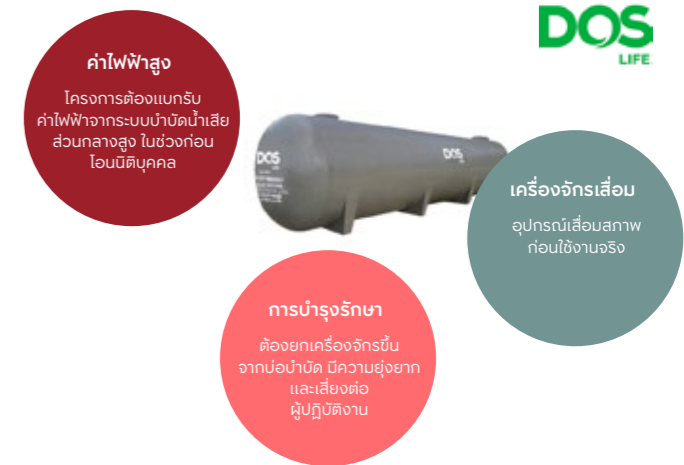 DOS
LIFE
ค่าไฟฟ้าสูง
โครงการต้องแบกรับ
ค่าไฟฟ้าจากระบบบำบัดน้ำเสีย
ส่วนกลางสูง ในช่วงก่อน
โอนนิติบุคคล
DOS
DOS
เครื่องจักรเสื่อม
อุปกรณ์เสื่อมสภาพ
ก่อนใช้งานจริง
การบำรุงรักษา
ต้องยกเครื่องจักรขึ้น
จากบ่อบำบัด มีความยุ่งยาก
และเสี่ยงต่อ
ผู้ปฏิบัติงาน